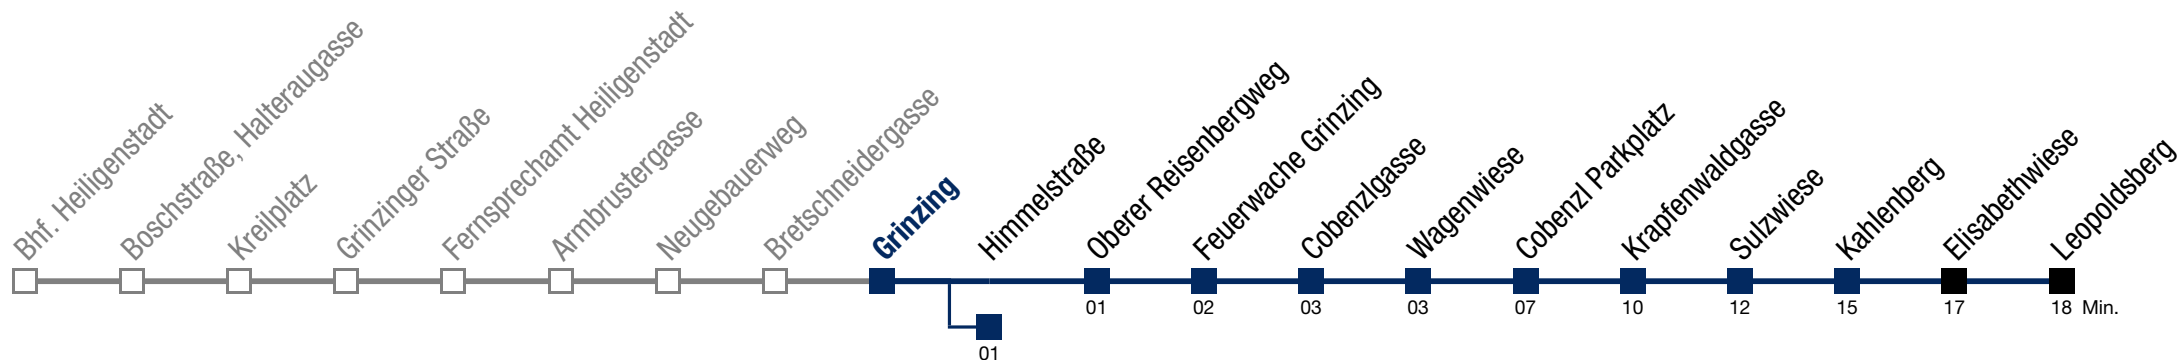 Bhf. Heiligenstadt
Boschstraße, Halteraugasse
Kreilplatz
Grinzinger Straße
Fernsprechamt Heiligenstadt
Armbrustergasse
Neugebauerweg
Bretschneidergasse
Grinzing
Himmelstraße
Oberer Reisenbergweg
Feuerwache Grinzing
Cobenzlgasse
Wagenwiese
Cobenzl Parkplatz
Krapfenwaldgasse
Sulzwiese
Kahlenberg
Elisabethwiese
Leopoldsberg
01 02 03 03 07 10 12 15 17 18 Min.
01